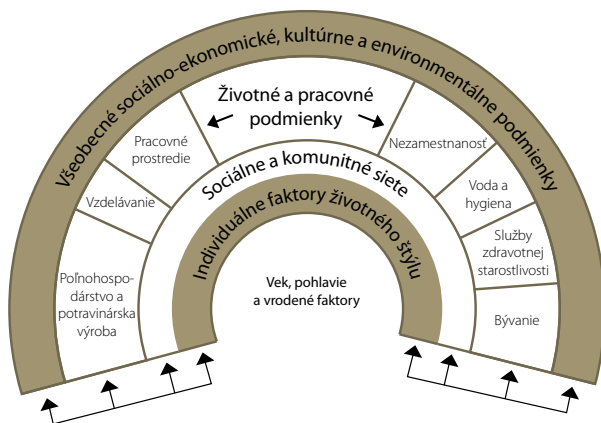 Všeobecné sociálno-ekonomické, kultúrne a environmentálne podmienky
Životné a pracovné
podmienky
Pracovné
prostredie
Nezamestnanosť
Vzdelávanie
Voda a
hygiena
Poľnohospo-
dárstvo a
potravinárska
výroba
Služby
zdravotnej
starostlivosti
Bývanie
Sociálne a komunitné siete
Individuálne faktory životného štýlu
Vek, pohlavie
a vrodené faktory